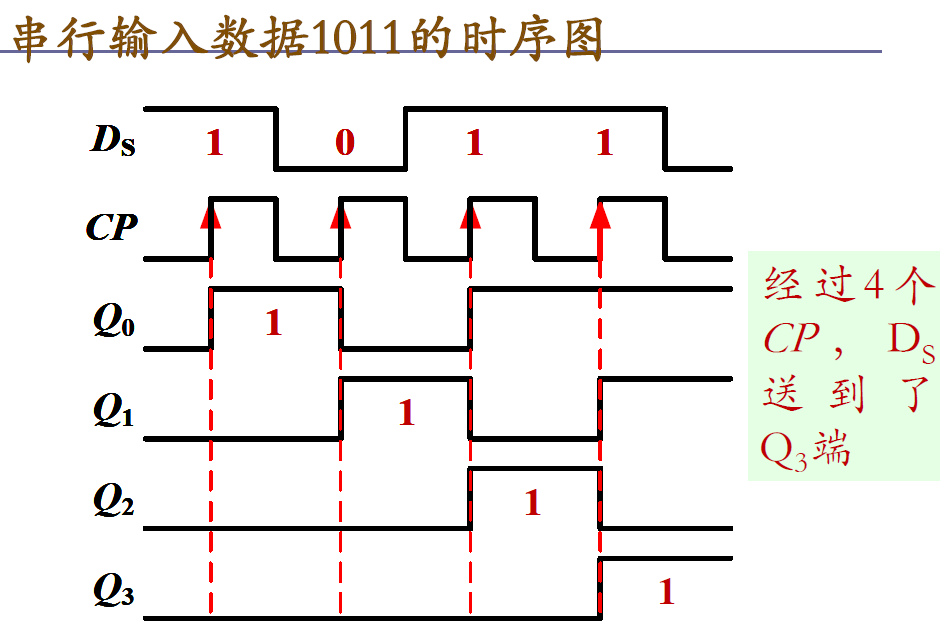 串行输入数据1011的时序图
DS 1 0 1 1
CP
Q0 1
Q1 1
Q2 1
Q3 1
经过4个
CP，DS
送到了
Q3端